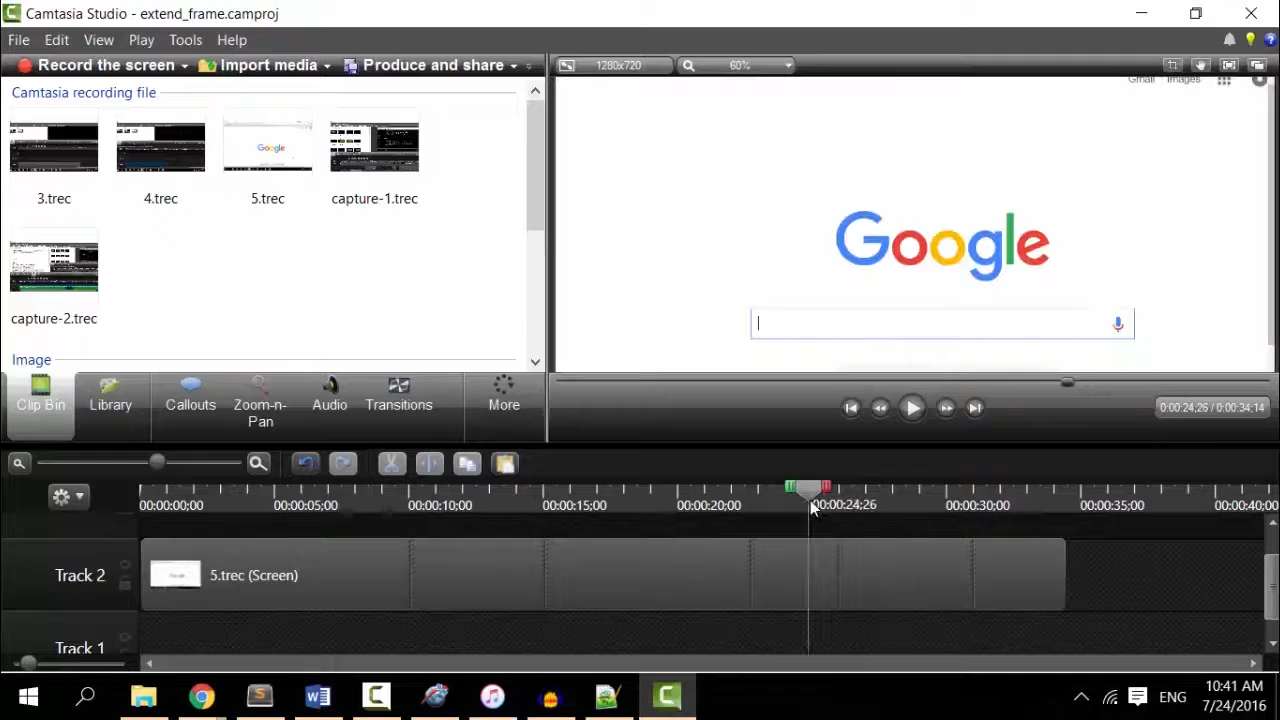 Camtasia Studio - extend_frame.camproj
File Edit View Play Tools Help
Record the screen Import media Produce and share 1280x720 60%
Camtasia recording file
Gmail Images
Google
3.trec 4.trec 5.trec capture-1.trec
Google
capture-2.trec
Image
Clip Bin Library Callouts Zoom-n-Pan Audio Transitions More
0:00:24;26 / 0:00:34;14
00:00:00;00 00:00:05;00 00:00:10;00 00:00:15;00 00:00:20;00 00:00:24;26 00:00:30;00 00:00:35;00 00:00:40;00
Track 2 5.trec (Screen)
Track 1
ENG
10:41 AM
7/24/2016